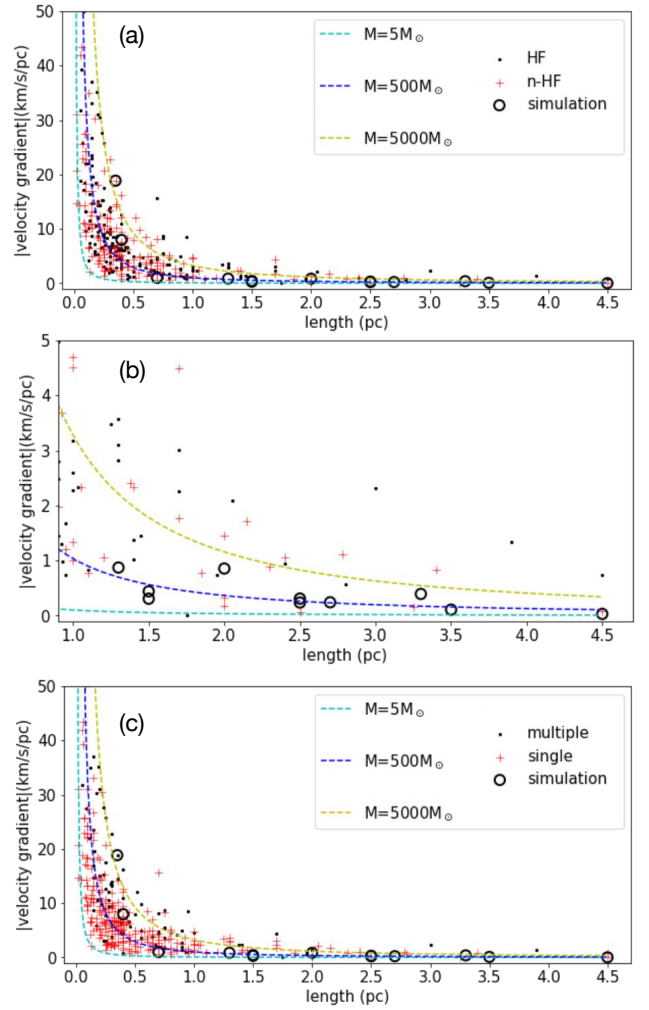 (a)
M=5M⊙
M=500M⊙
M=5000M⊙
HF
n-HF
simulation
50
40
30
20
10
0
|velocity gradient|(km/s/pc)
0.0 0.5 1.0 1.5 2.0 2.5 3.0 3.5 4.0 4.5
length (pc)
(b)
5
4
3
2
1
0
|velocity gradient|(km/s/pc)
1.0 1.5 2.0 2.5 3.0 3.5 4.0 4.5
length (pc)
(c)
M=5M⊙
M=500M⊙
M=5000M⊙
multiple
single
simulation
50
40
30
20
10
0
|velocity gradient|(km/s/pc)
0.0 0.5 1.0 1.5 2.0 2.5 3.0 3.5 4.0 4.5
length (pc)